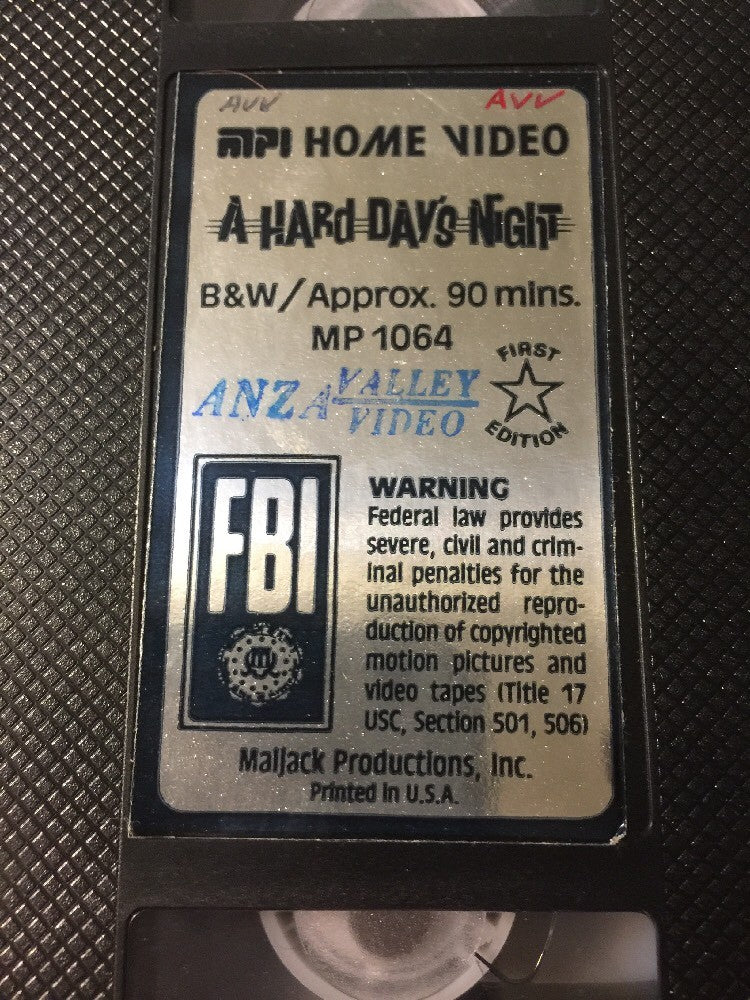 AVV AVV
MPI HOME VIDEO
A HARD DAY'S NIGHT
B&W/Approx. 90 mins.
MP 1064
ANZA VALLEY VIDEO
FIRST EDITION
FBI
WARNING
Federal law provides
severe, civil and crim-
inal penalties for the
unauthorized repro-
duction of copyrighted
motion pictures and
video tapes (Title 17
USC, Section 501, 506)
Maljack Productions, Inc.
Printed in U.S.A.